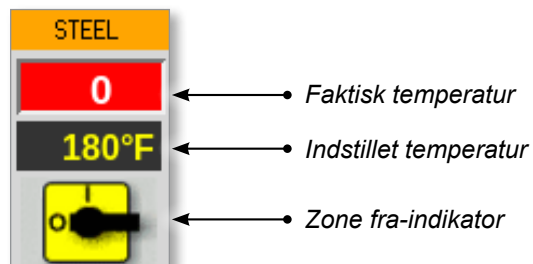 STEEL
0
Faktisk temperatur
180°F
Indstillet temperatur
I
O
Zone fra-indikator